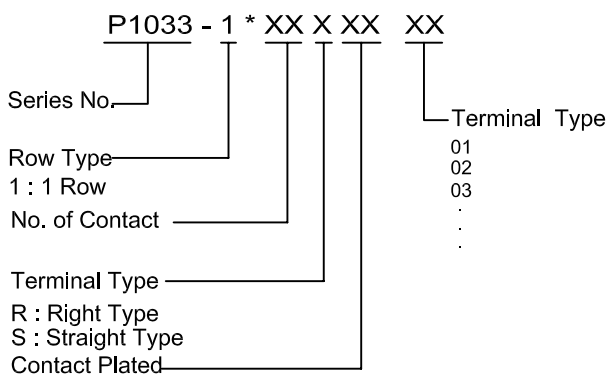 P1033 - 1 * XX X XX XX
Series No.
Row Type
1 : 1 Row
No. of Contact
Terminal Type
R : Right Type
S : Straight Type
Contact Plated
Terminal Type
01
02
03
.
.
.